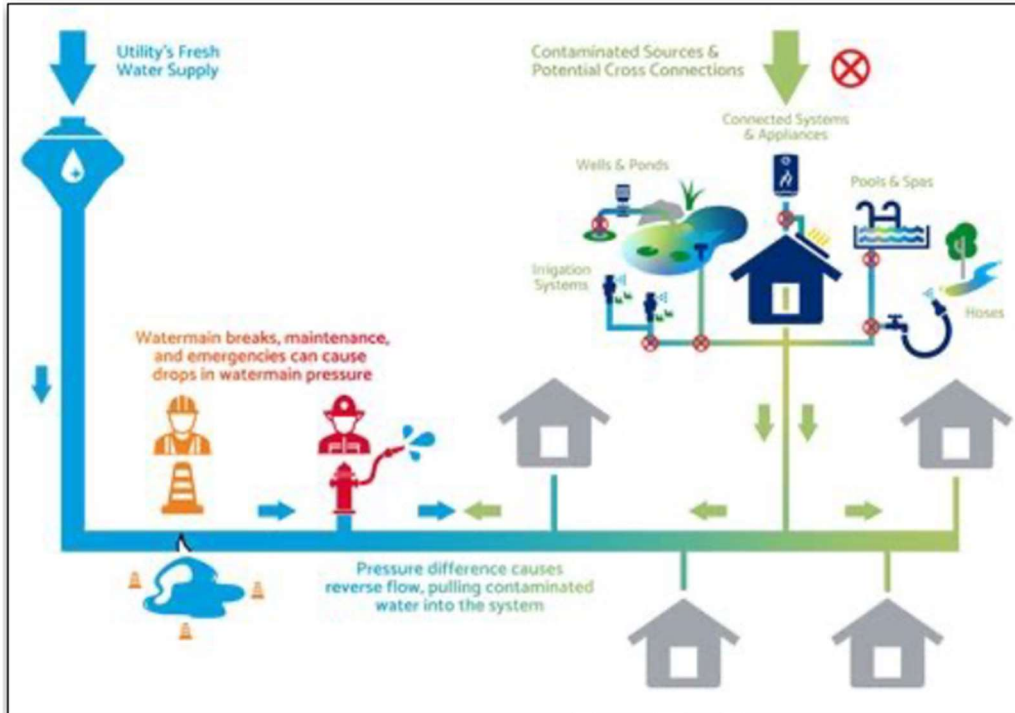 Utility's Fresh
Water Supply
Contaminated Sources &
Potential Cross Connections
Connected Systems
& Appliances
Wells & Ponds
Pools & Spas
Irrigation
Systems
Hoses
Watermain breaks, maintenance,
and emergencies can cause
drops in watermain pressure
Pressure difference causes
reverse flow, pulling contaminated
water into the system